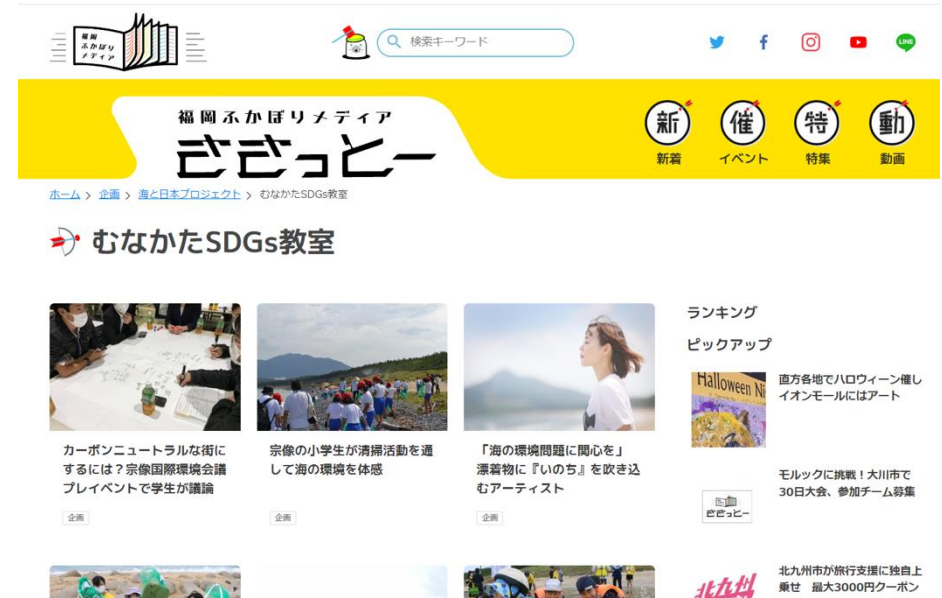 福岡
ふかぼり
メディア
検索キーワード
LINE
福岡ふかぼりメディア
ささっとー
新
催
特
動
新着
イベント
特集
動画
ホーム > 企画 > 海と日本プロジェクト > むなかたSDGs教室
むなかたSDGs教室
カーボンニュートラルな街に
するには？宗像国際環境会議
プレイベントで学生が議論
企画
宗像の小学生が清掃活動を通
して海の環境を体感
企画
「海の環境問題に関心を」
漂着物に『いのち』を吹き込
むアーティスト
企画
ランキング
ピックアップ
Halloween Ni
直方各地でハロウィーン催し
イオンモールにはアート
ささっとー
モルックに挑戦！大川市で
30日大会、参加チーム募集
北九州
北九州市が旅行支援に独自上
乗せ 最大3000円クーポン